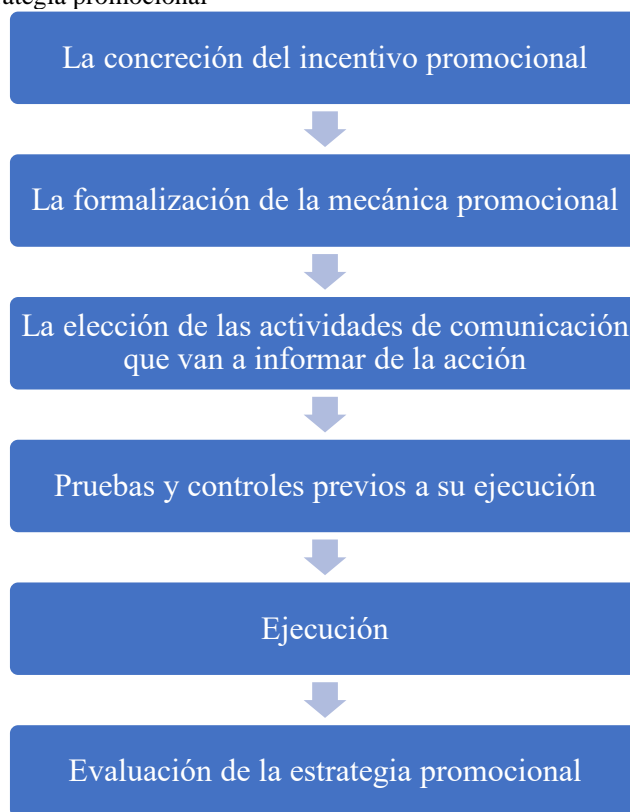 promocional
La concreción del incentivo promocional
La formalización de la mecánica promocional
La elección de las actividades de comunicación
que van a informar de la acción
Pruebas y controles previos a su ejecución
Ejecución
Evaluación de la estrategia promocional